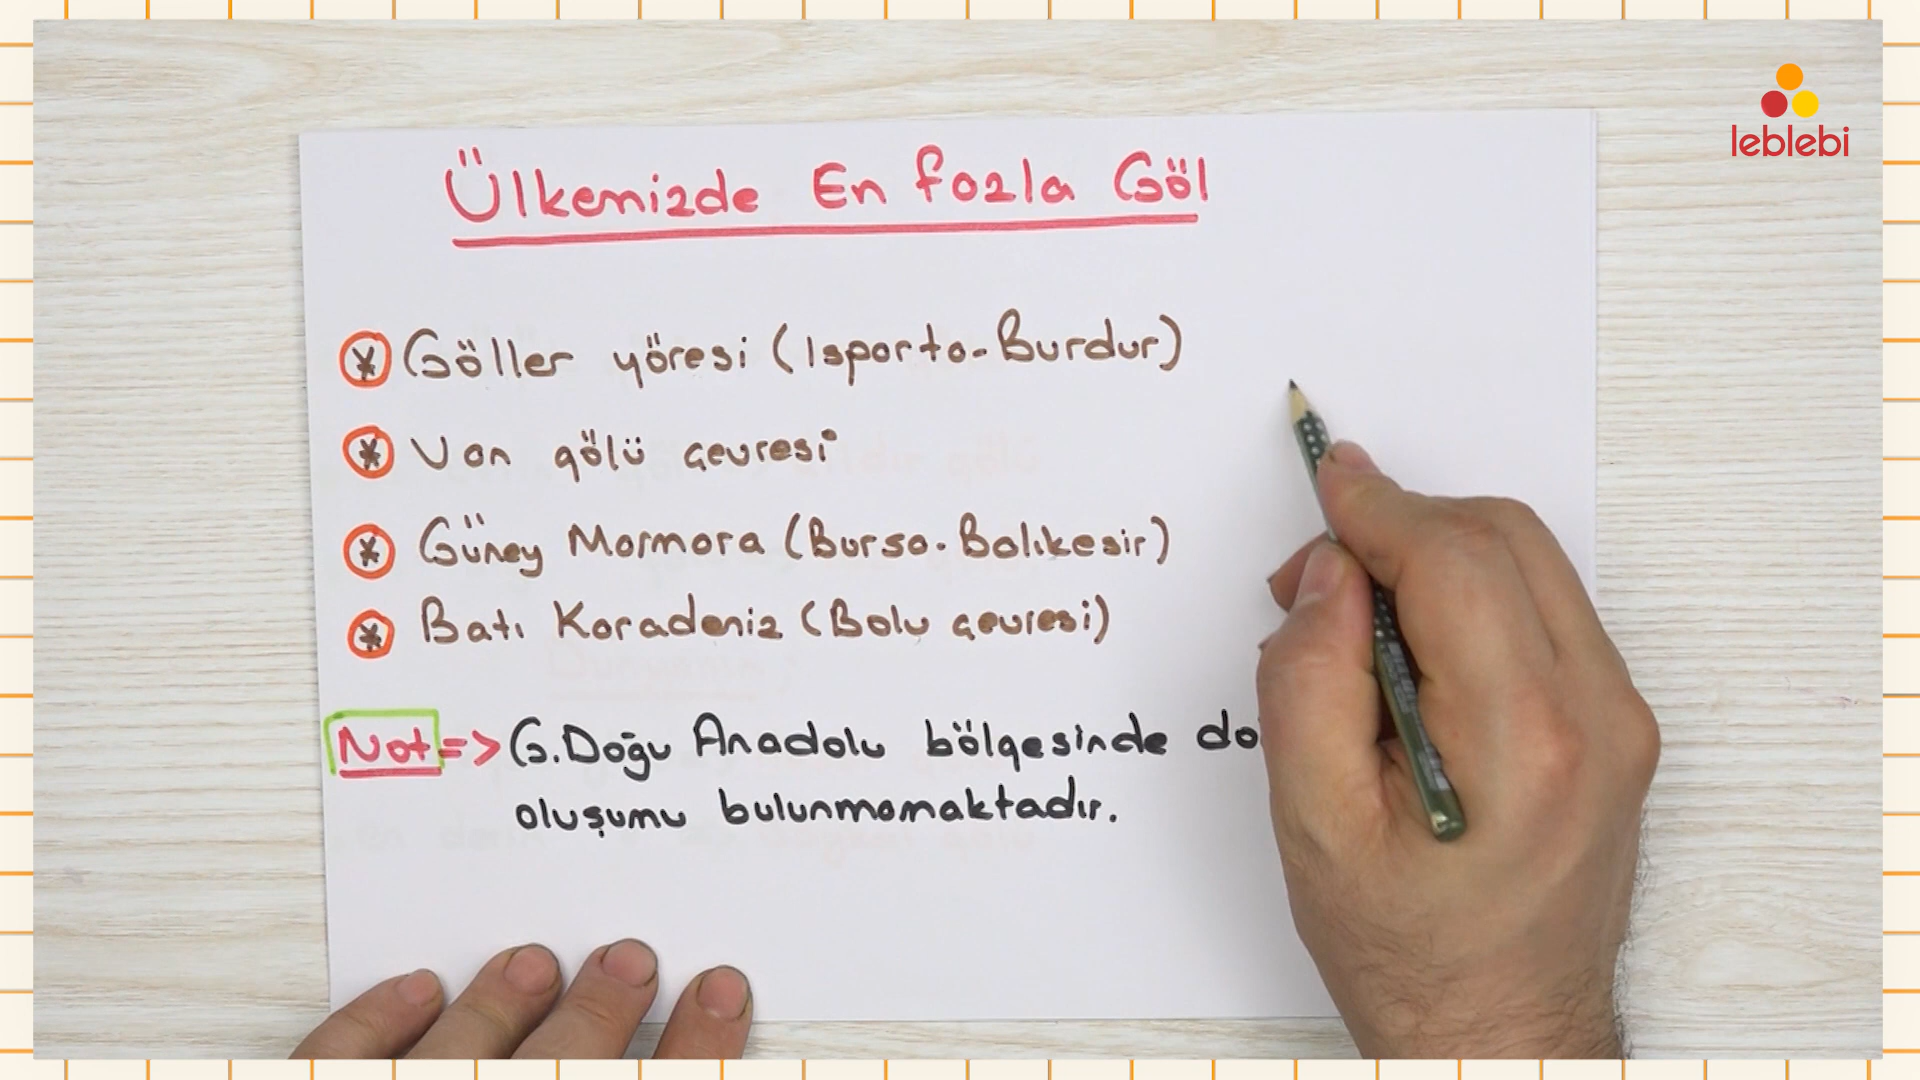 leblebi
Ülkemizde En fazla Göl
* Göller yöresi (Isparta-Burdur)
* Van gölü çevresi
* Güney Marmara (Bursa-Balıkesir)
* Batı Karadeniz (Bolu çevresi)
Not => G.Doğu Anadolu bölgesinde
oluşumu bulunmamaktadır.